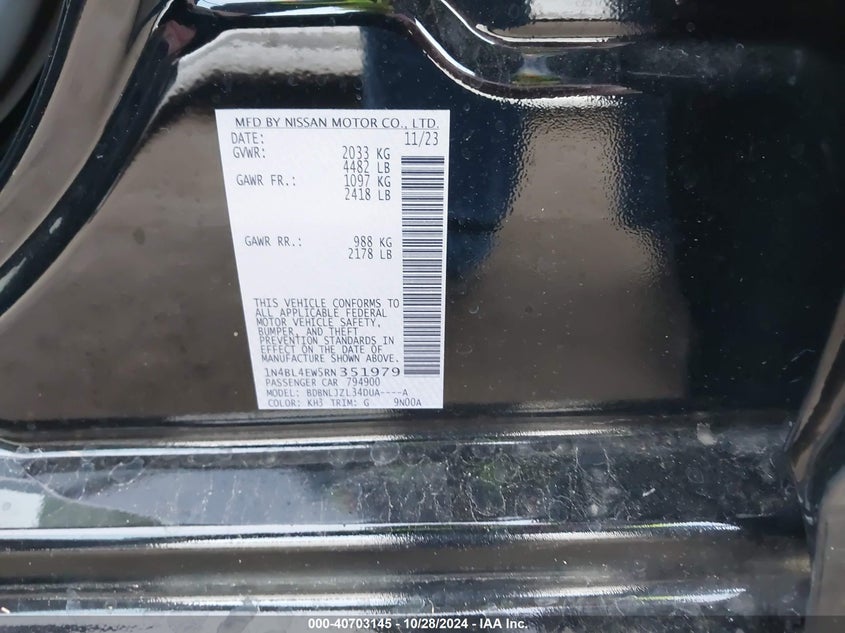 MFD BY NISSAN MOTOR CO., LTD.
DATE: 11/23
GVWR: 2033 KG
4482 LB
GAWR FR.: 1097 KG
2418 LB
GAWR RR.: 988 KG
2178 LB
THIS VEHICLE CONFORMS TO
ALL APPLICABLE FEDERAL
MOTOR VEHICLE SAFETY,
BUMPER, AND THEFT
PREVENTION STANDARDS IN
EFFECT ON THE DATE OF
MANUFACTURE SHOWN ABOVE.
1N4BL4EW5RN351979
PASSENGER CAR 794900
MODEL: BDBNLJZL34DUA----A
COLOR: KH3 TRIM: G 9N00A
000-40703145 - 10/28/2024 - IAA Inc.